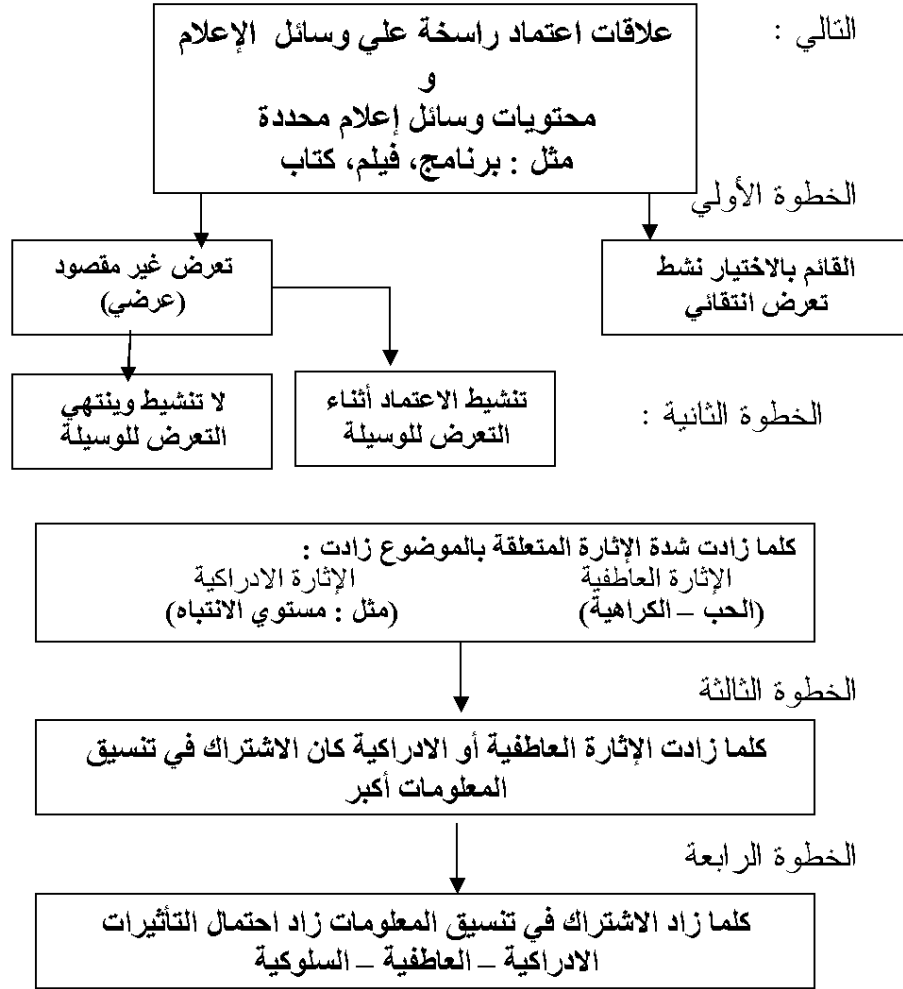 التالي :
علاقات اعتماد راسخة علي وسائل الإعلام
و
محتويات وسائل إعلام محددة
مثل : برنامج، فيلم، كتاب
الخطوة الأولي
القائم بالاختيار نشط
تعرض انتقائي
تعرض غير مقصود
(عرضي)
الخطوة الثانية :
تنشيط الاعتماد أثناء
التعرض للوسيلة
لا تنشيط وينتهي
التعرض للوسيلة
كلما زادت شدة الإثارة المتعلقة بالموضوع زادت :
الإثارة العاطفية الإثارة الادراكية
(الحب – الكراهية) (مثل : مستوي الانتباه)
الخطوة الثالثة
كلما زادت الإثارة العاطفية أو الادراكية كان الاشتراك في تنسيق
المعلومات أكبر
الخطوة الرابعة
كلما زاد الاشتراك في تنسيق المعلومات زاد احتمال التأثيرات
الادراكية – العاطفية – السلوكية